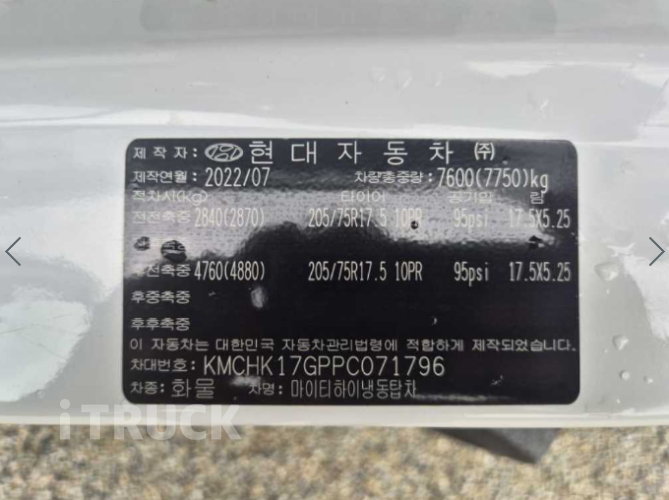 제 작 자: 현 대 자 동 차 ㈜
제작연월: 2022/07 차량총중량: 7600(7750)kg
적차시(kg) 타이어 공기압 림
전전축중 2840(2870) 205/75R17.5 10PR 95psi 17.5X5.25
후전축중 4760(4880) 205/75R17.5 10PR 95psi 17.5X5.25
후중축중
후후축중
이 자동차는 대한민국 자동차관리법령에 적합하게 제작되었습니다.
차대번호: KMCHK17GPPC071796
차종: 화 물 차명: 마이티하이냉동탑차
iTRUCK